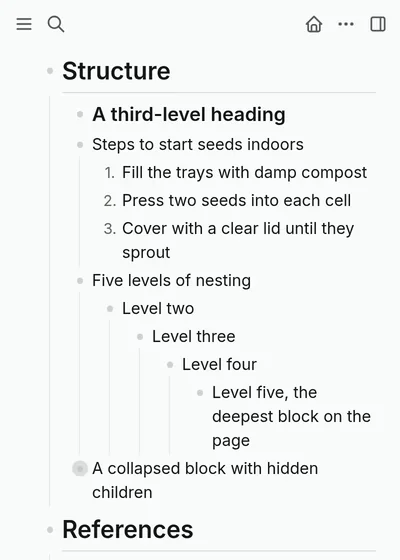 Structure
A third-level heading
Steps to start seeds indoors
1. Fill the trays with damp compost
2. Press two seeds into each cell
3. Cover with a clear lid until they
sprout
Five levels of nesting
Level two
Level three
Level four
Level five, the
deepest block on the
page
A collapsed block with hidden
children
References